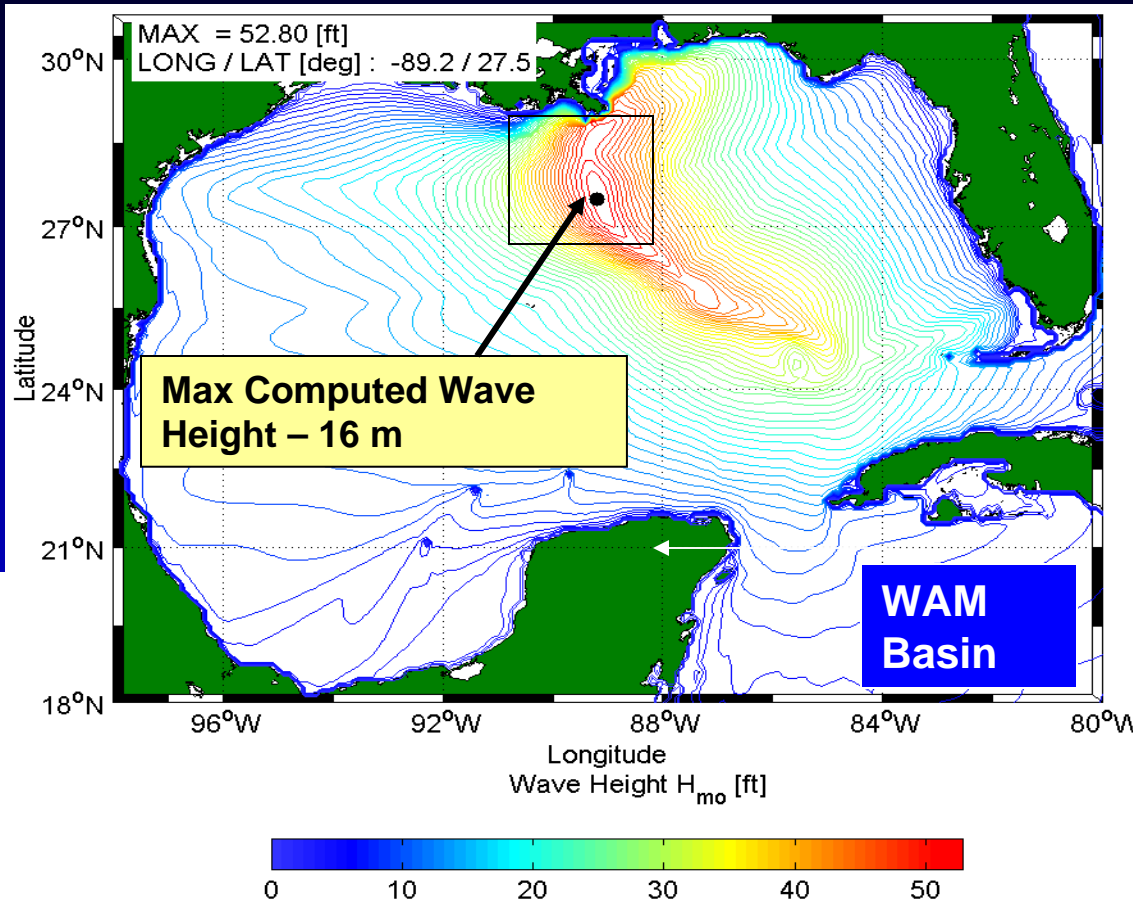 MAX = 52.80 [ft]
LONG / LAT [deg] : -89.2 / 27.5
30°N
27°N
24°N
21°N
18°N
Latitude
Max Computed Wave
Height – 16 m
WAM
Basin
96°W 92°W 88°W 84°W 80°W
Longitude
Wave Height Hmo [ft]
0 10 20 30 40 50